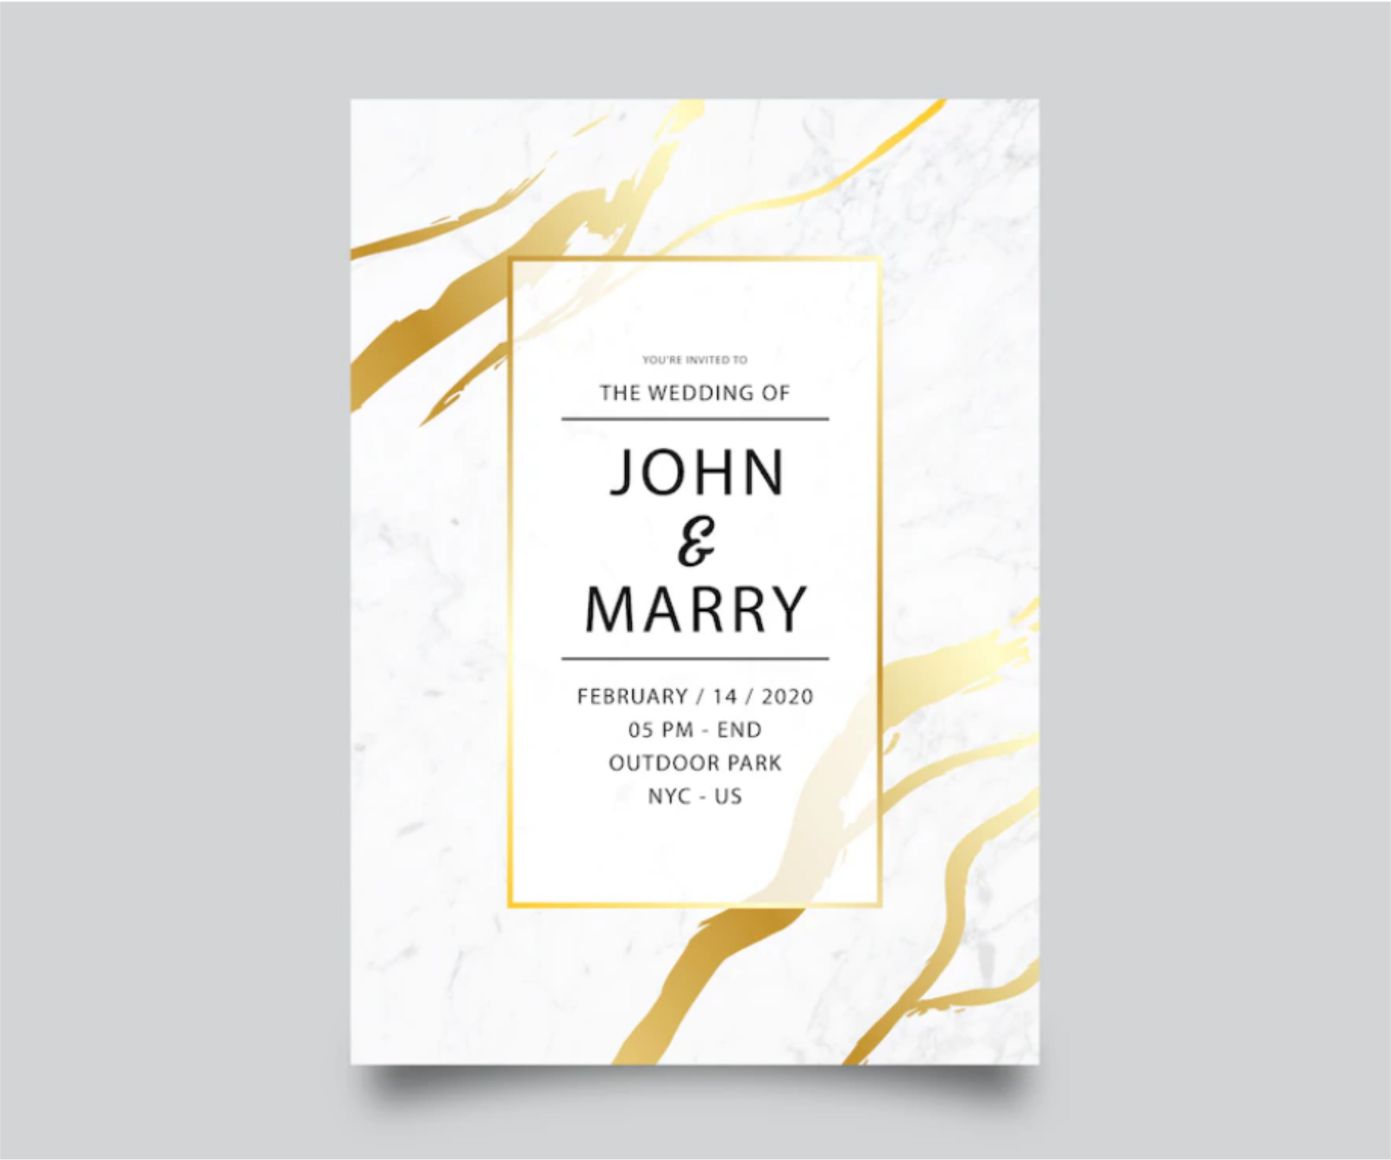 YOU'RE INVITED TO
THE WEDDING OF
JOHN
&
MARRY
FEBRUARY / 14 / 2020
05 PM - END
OUTDOOR PARK
NYC - US